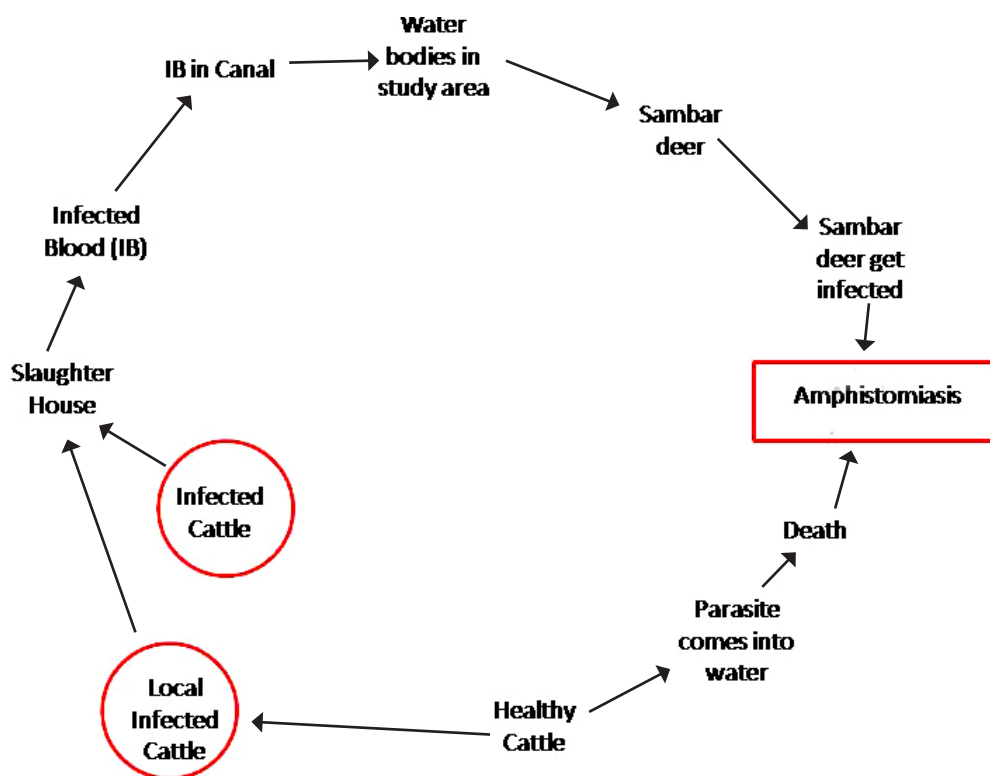 Water
bodies in
study area
IB in Canal
Sambar
deer
Infected
Blood (IB)
Sambar
deer get
infected
Slaughter
House
Amphistomiasis
Infected
Cattle
Death
Parasite
comes into
water
Local
Infected
Cattle
Healthy
Cattle